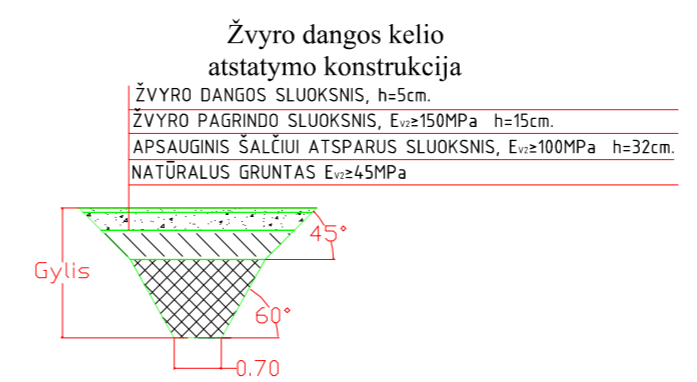 Žvyro dangos kelio
atstatymo konstrukcija
ŽVYRO DANGOS SLUOKSNIS, h=5cm.
ŽVYRO PAGRINDO SLUOKSNIS, Ev2≥150MPa h=15cm.
APSAUGINIS ŠALČIUI ATSPARUS SLUOKSNIS, Ev2≥100MPa h=32cm.
NATŪRALUS GRUNTAS Ev2≥45MPa
45°
Gylis
60°
0.70